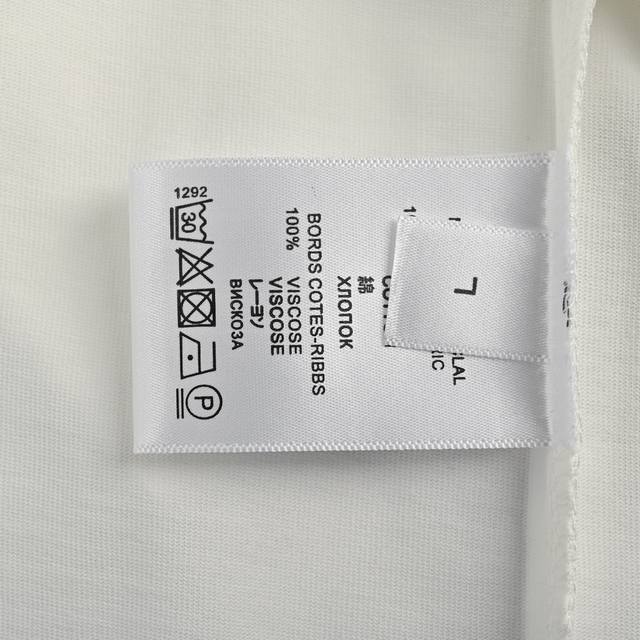 L
綿
ХЛОПОК
BORDS COTES-RIBBS
100% VISCOSE
VISCOSE
レーヨン
ВИСКОЗА
1292
30
P